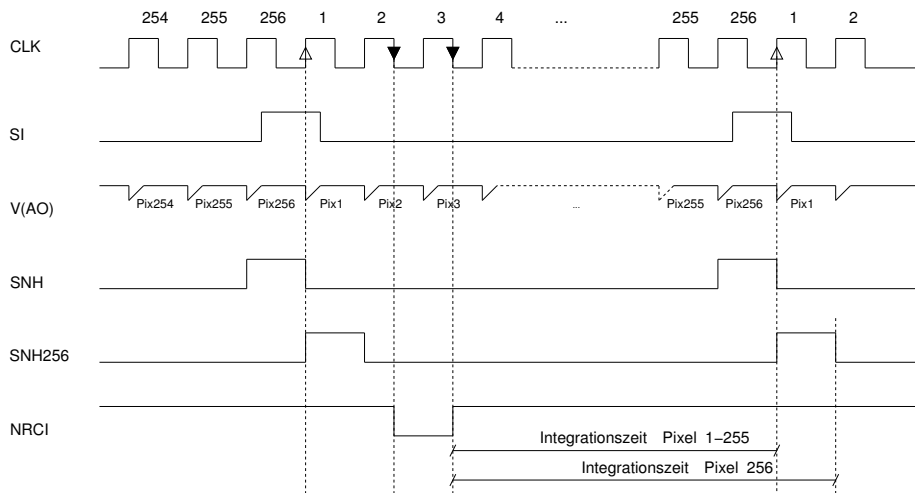 254 255 256 1 2 3 4 ... 255 256 1 2
CLK
SI
V(AO)
Pix254 Pix255 Pix256 Pix1 Pix2 Pix3 ... Pix255 Pix256 Pix1
SNH
SNH256
NRCI
Integrationszeit Pixel 1−255
Integrationszeit Pixel 256